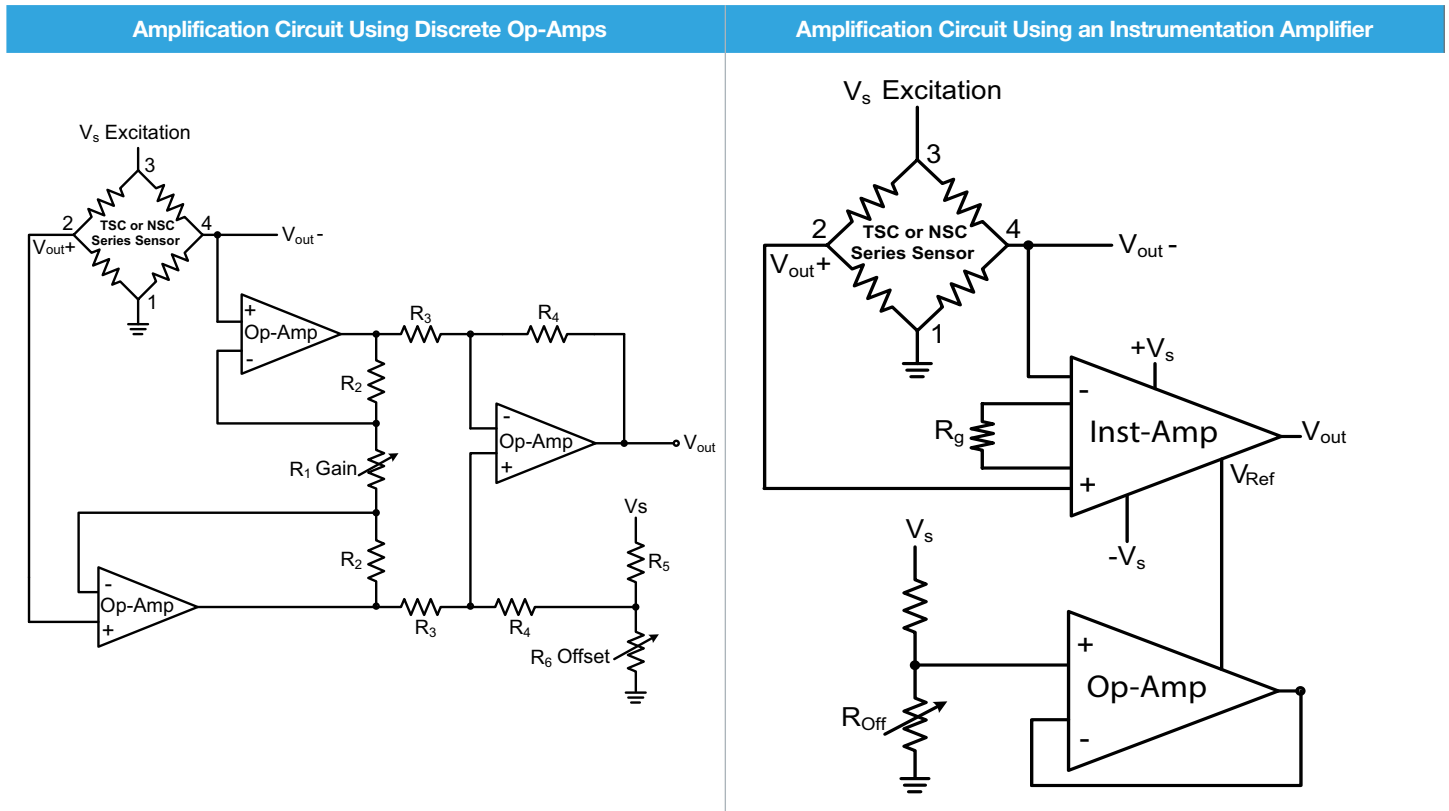 Amplification Circuit Using Discrete Op-Amps
Vs Excitation
3
2
TSC or NSC
Series Sensor
4
Vout+
Vout -
1
+
Op-Amp
-
R3
R4
R2
-
Op-Amp
+
Vout
R1 Gain
Vs
R2
R5
-
Op-Amp
+
R3
R4
R6 Offset
Amplification Circuit Using an Instrumentation Amplifier
Vs Excitation
3
2
TSC or NSC
Series Sensor
4
Vout+
Vout -
1
+Vs
-
Rg
Inst-Amp
Vout
+
VRef
-Vs
Vs
+
Op-Amp
ROff
-